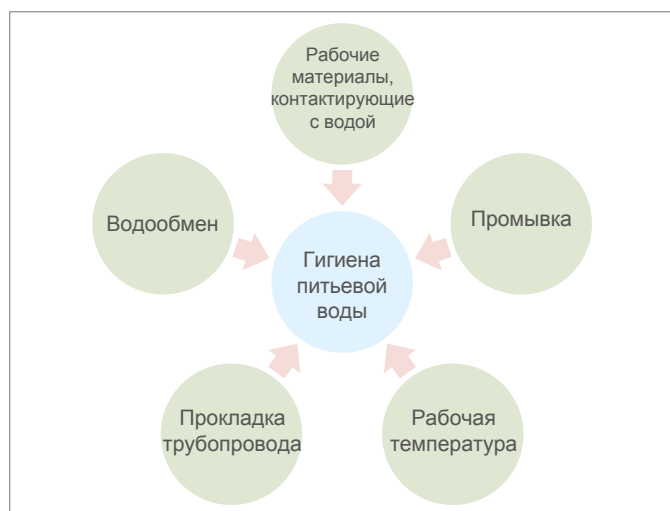 Рабочие
материалы,
контактирующие
с водой
Водообмен
Промывка
Гигиена
питьевой
воды
Прокладка
трубопровода
Рабочая
температура